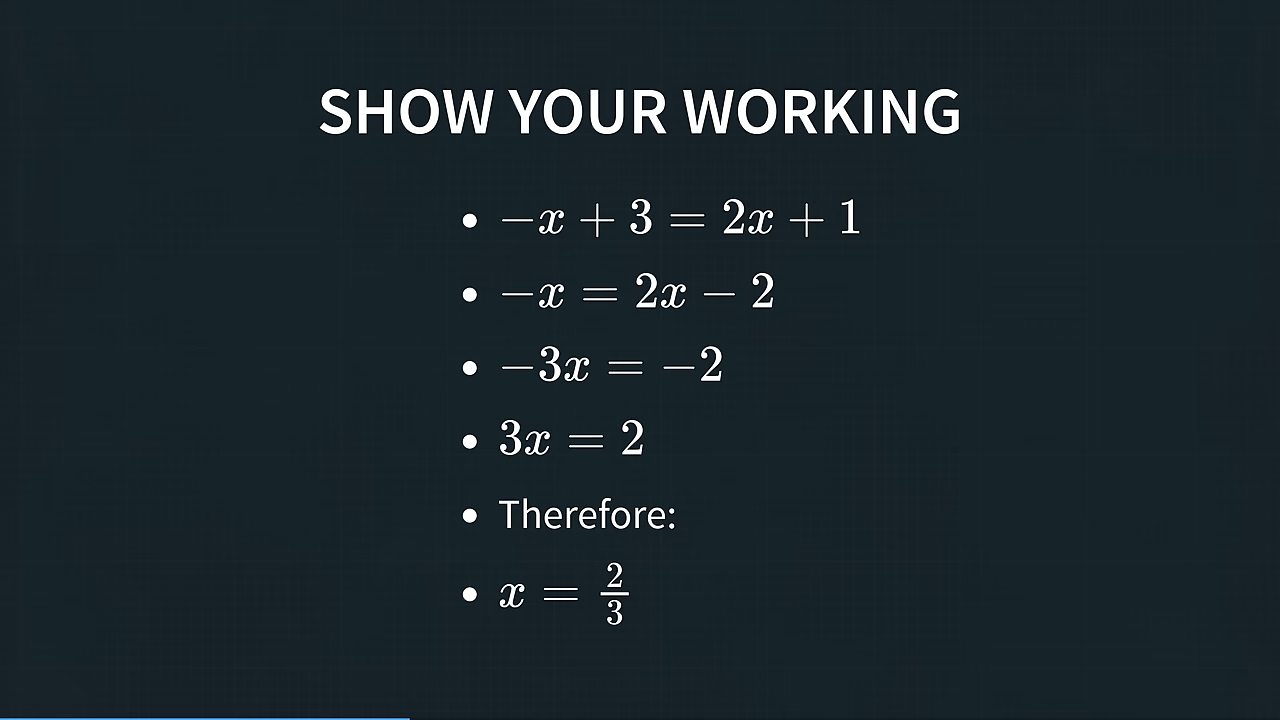 SHOW YOUR WORKING
• −x + 3 = 2x + 1
• −x = 2x − 2
• −3x = −2
• 3x = 2
• Therefore:
• x = 2/3